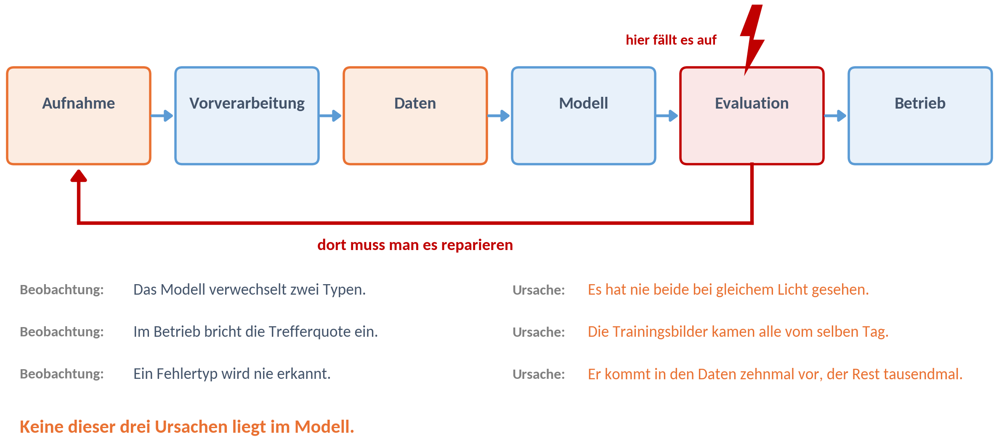 hier fällt es auf
Aufnahme
Vorverarbeitung
Daten
Modell
Evaluation
Betrieb
dort muss man es reparieren
Beobachtung: Das Modell verwechselt zwei Typen. Ursache: Es hat nie beide bei gleichem Licht gesehen.
Beobachtung: Im Betrieb bricht die Trefferquote ein. Ursache: Die Trainingsbilder kamen alle vom selben Tag.
Beobachtung: Ein Fehlertyp wird nie erkannt. Ursache: Er kommt in den Daten zehnmal vor, der Rest tausendmal.
Keine dieser drei Ursachen liegt im Modell.